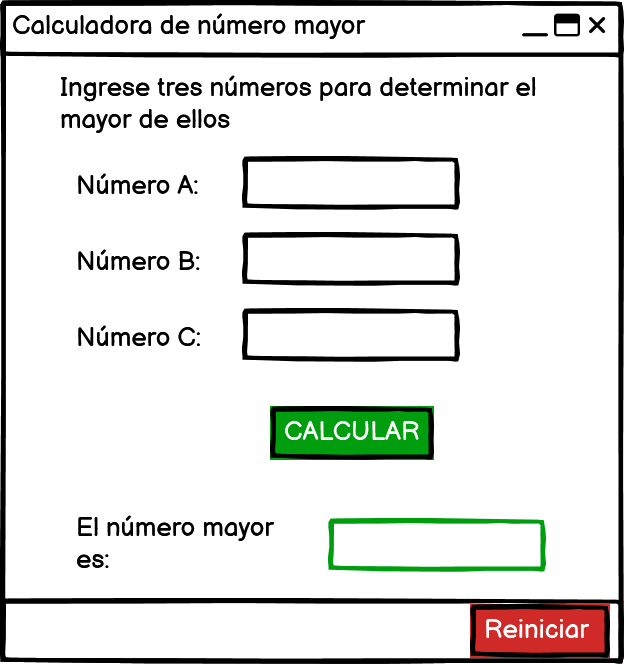 Calculadora de número mayor
Ingrese tres números para determinar el
mayor de ellos
Número A:
Número B:
Número C:
CALCULAR
El número mayor
es:
Reiniciar